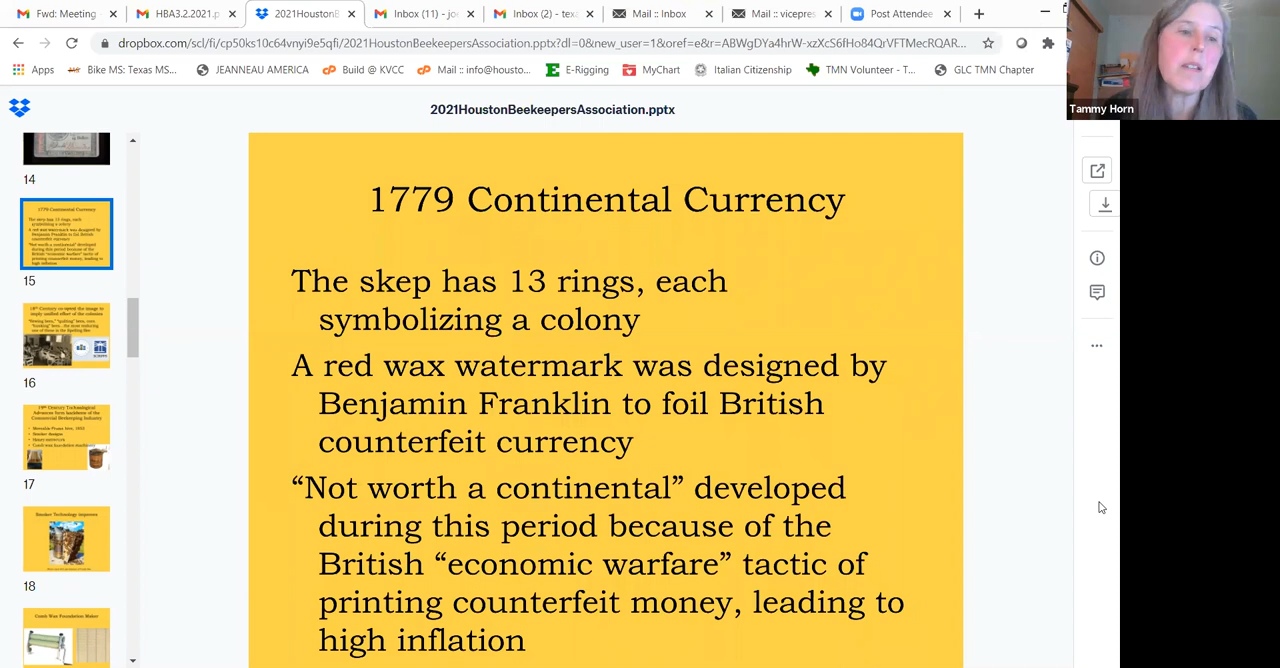 Fwd: Meeting
HBA3.2.2021.p
2021HoustonB
Inbox (11) - jo
Inbox (2) - tex
Mail :: Inbox
Mail :: vicepres
Post Attendee
dropbox.com/scl/fi/cp50ks10c64vnyi9e5qfi/2021HoustonBeekeepersAssociation.pptx?dl=0&new_user=1&oref=e&r=ABWgDYa4hrW-xzXcS6fHo84QrVFTMecRQAR...
Apps
Bike MS: Texas MS...
JEANNEAU AMERICA
Build @ KVCC
Mail :: info@housto...
E-Rigging
MyChart
Italian Citizenship
TMN Volunteer - T...
GLC TMN Chapter
Tammy Horn
2021HoustonBeekeepersAssociation.pptx
14
15
16
17
18
1779 Continental Currency
The skep has 13 rings, each
symbolizing a colony
A red wax watermark was designed by
Benjamin Franklin to foil British
counterfeit currency
“Not worth a continental” developed
during this period because of the
British “economic warfare” tactic of
printing counterfeit money, leading to
high inflation